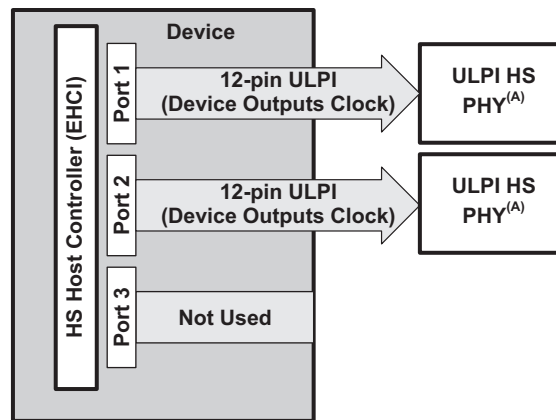 Device
HS Host Controller (EHCI)
Port 1
12-pin ULPI
(Device Outputs Clock)
ULPI HS
PHY(A)
Port 2
12-pin ULPI
(Device Outputs Clock)
ULPI HS
PHY(A)
Port 3
Not Used